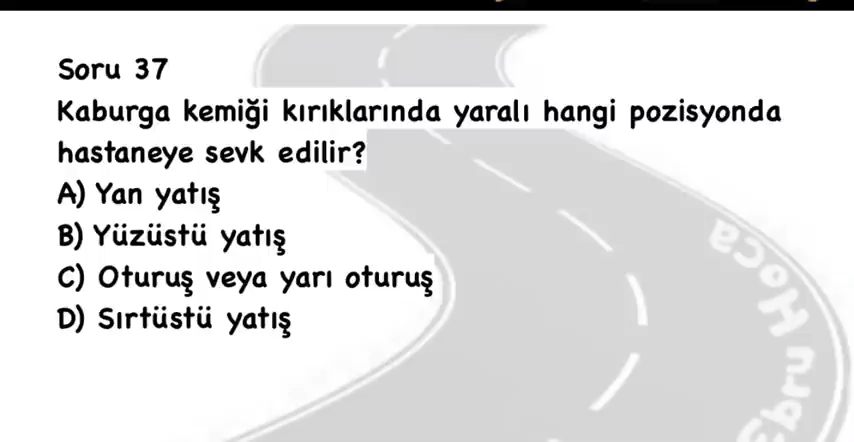 Soru 37
Kaburga kemiği kırıklarında yaralı hangi pozisyonda
hastaneye sevk edilir?
A) Yan yatış
B) Yüzüstü yatış
C) Oturuş veya yarı oturuş
D) Sırtüstü yatış
Ebru Hoca